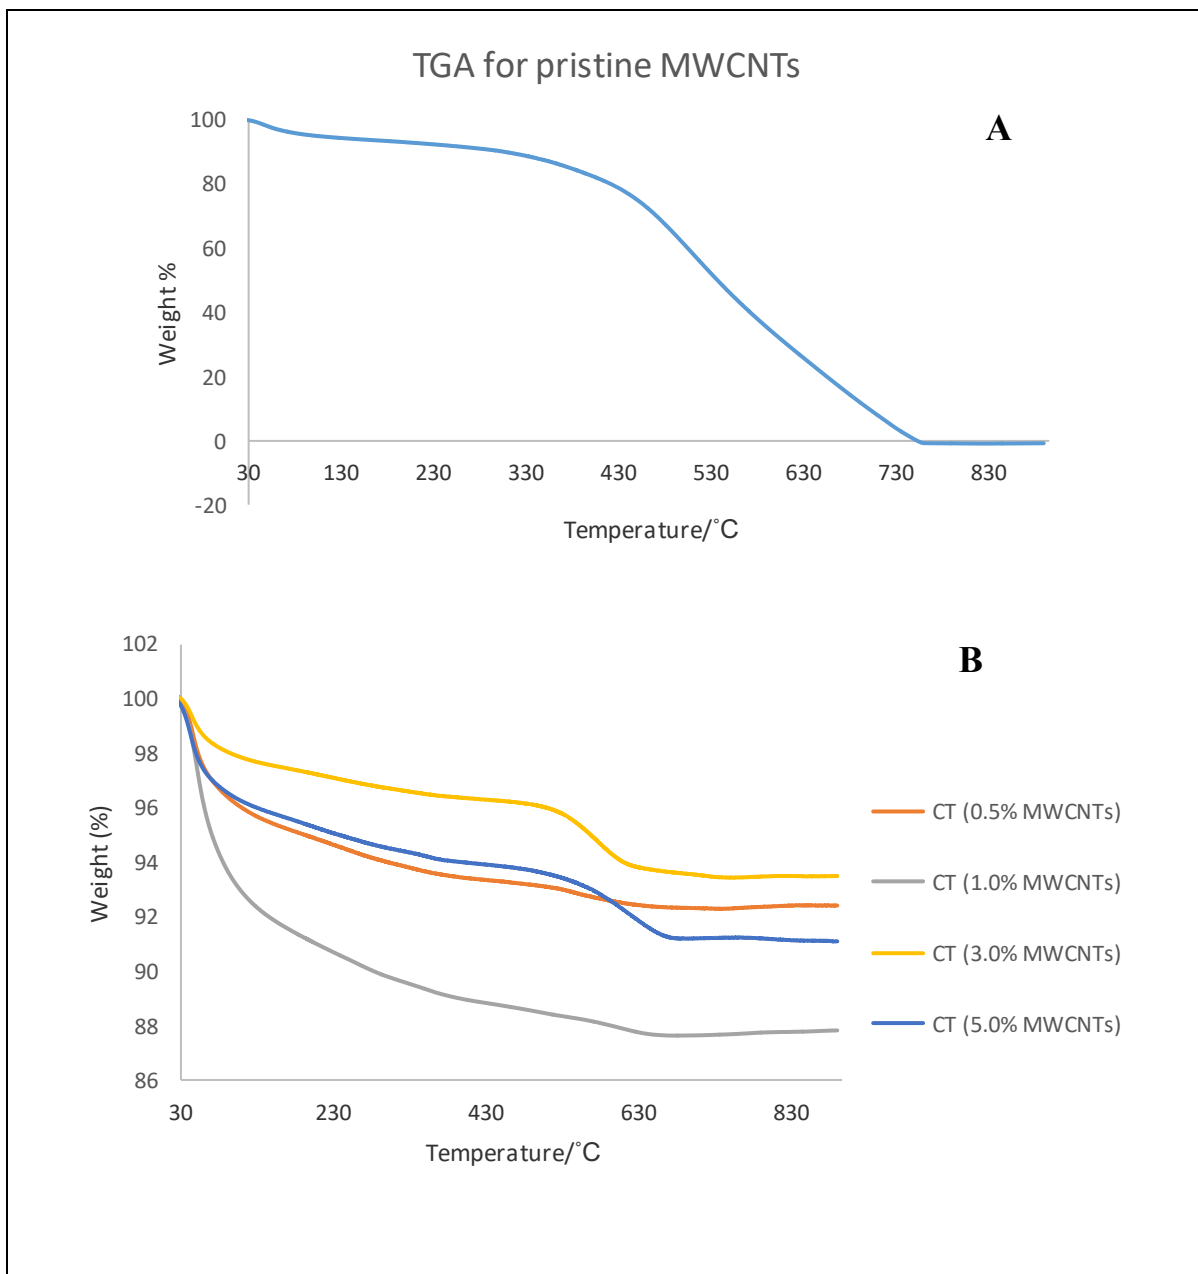 TGA for pristine MWCNTs
A
100
80
60
40
20
0
-20
Weight %
30 130 230 330 430 530 630 730 830
Temperature/°C
B
102
100
98
96
94
92
90
88
86
Weight (%)
30 230 430 630 830
Temperature/°C
CT (0.5% MWCNTs)
CT (1.0% MWCNTs)
CT (3.0% MWCNTs)
CT (5.0% MWCNTs)